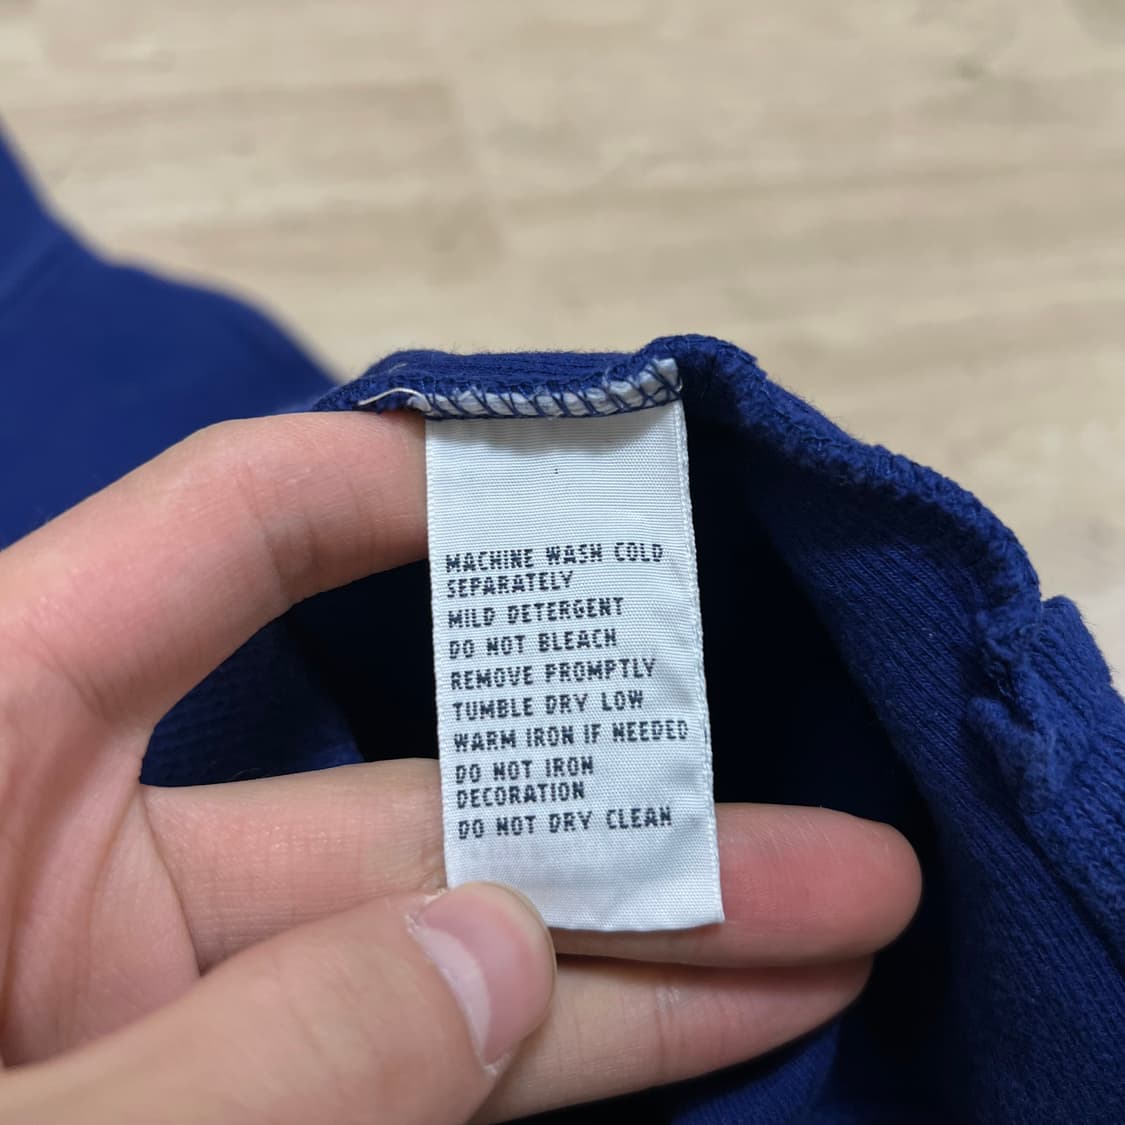 MACHINE WASH COLD
SEPARATELY
MILD DETERGENT
DO NOT BLEACH
REMOVE PROMPTLY
TUMBLE DRY LOW
WARM IRON IF NEEDED
DO NOT IRON
DECORATION
DO NOT DRY CLEAN